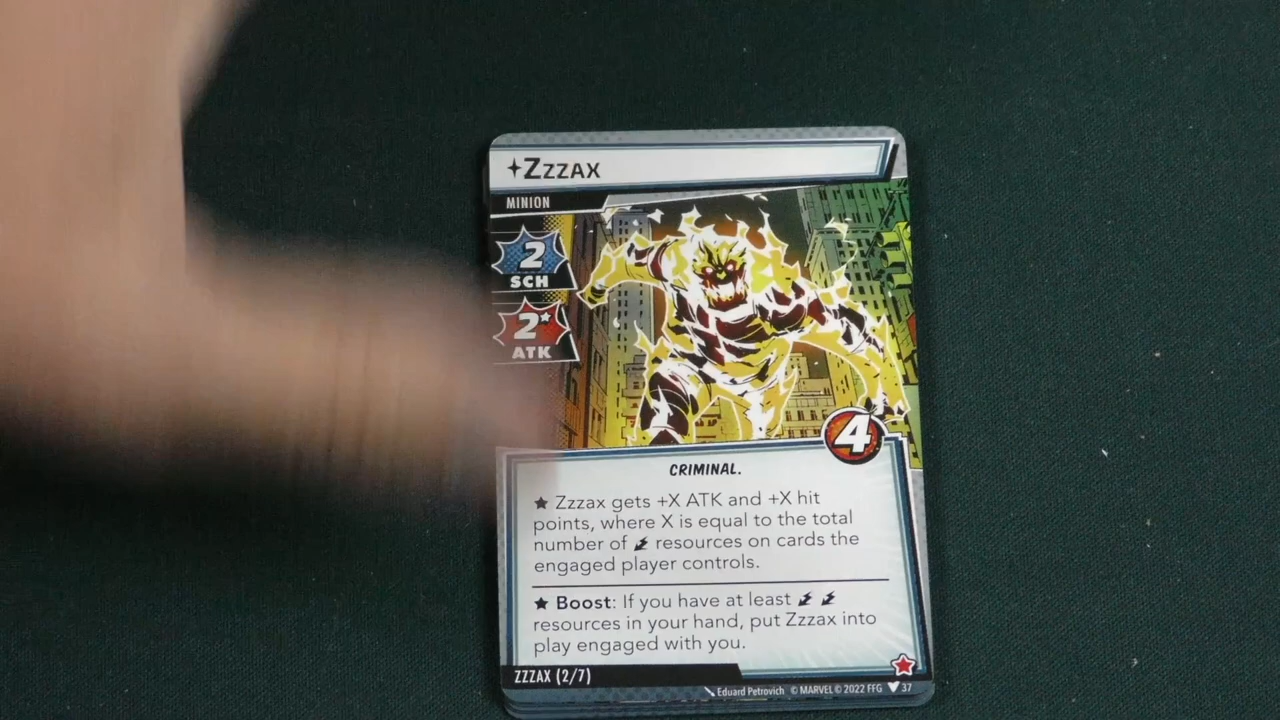 Zzzax
MINION
2
SCH
2
ATK
4
CRIMINAL.
Zzzax gets +X ATK and +X hit
points, where X is equal to the total
number of resources on cards the
engaged player controls.
Boost: If you have at least
resources in your hand, put Zzzax into
play engaged with you.
ZZZAX (2/7)
Eduard Petrovich © MARVEL © 2022 FFG 37